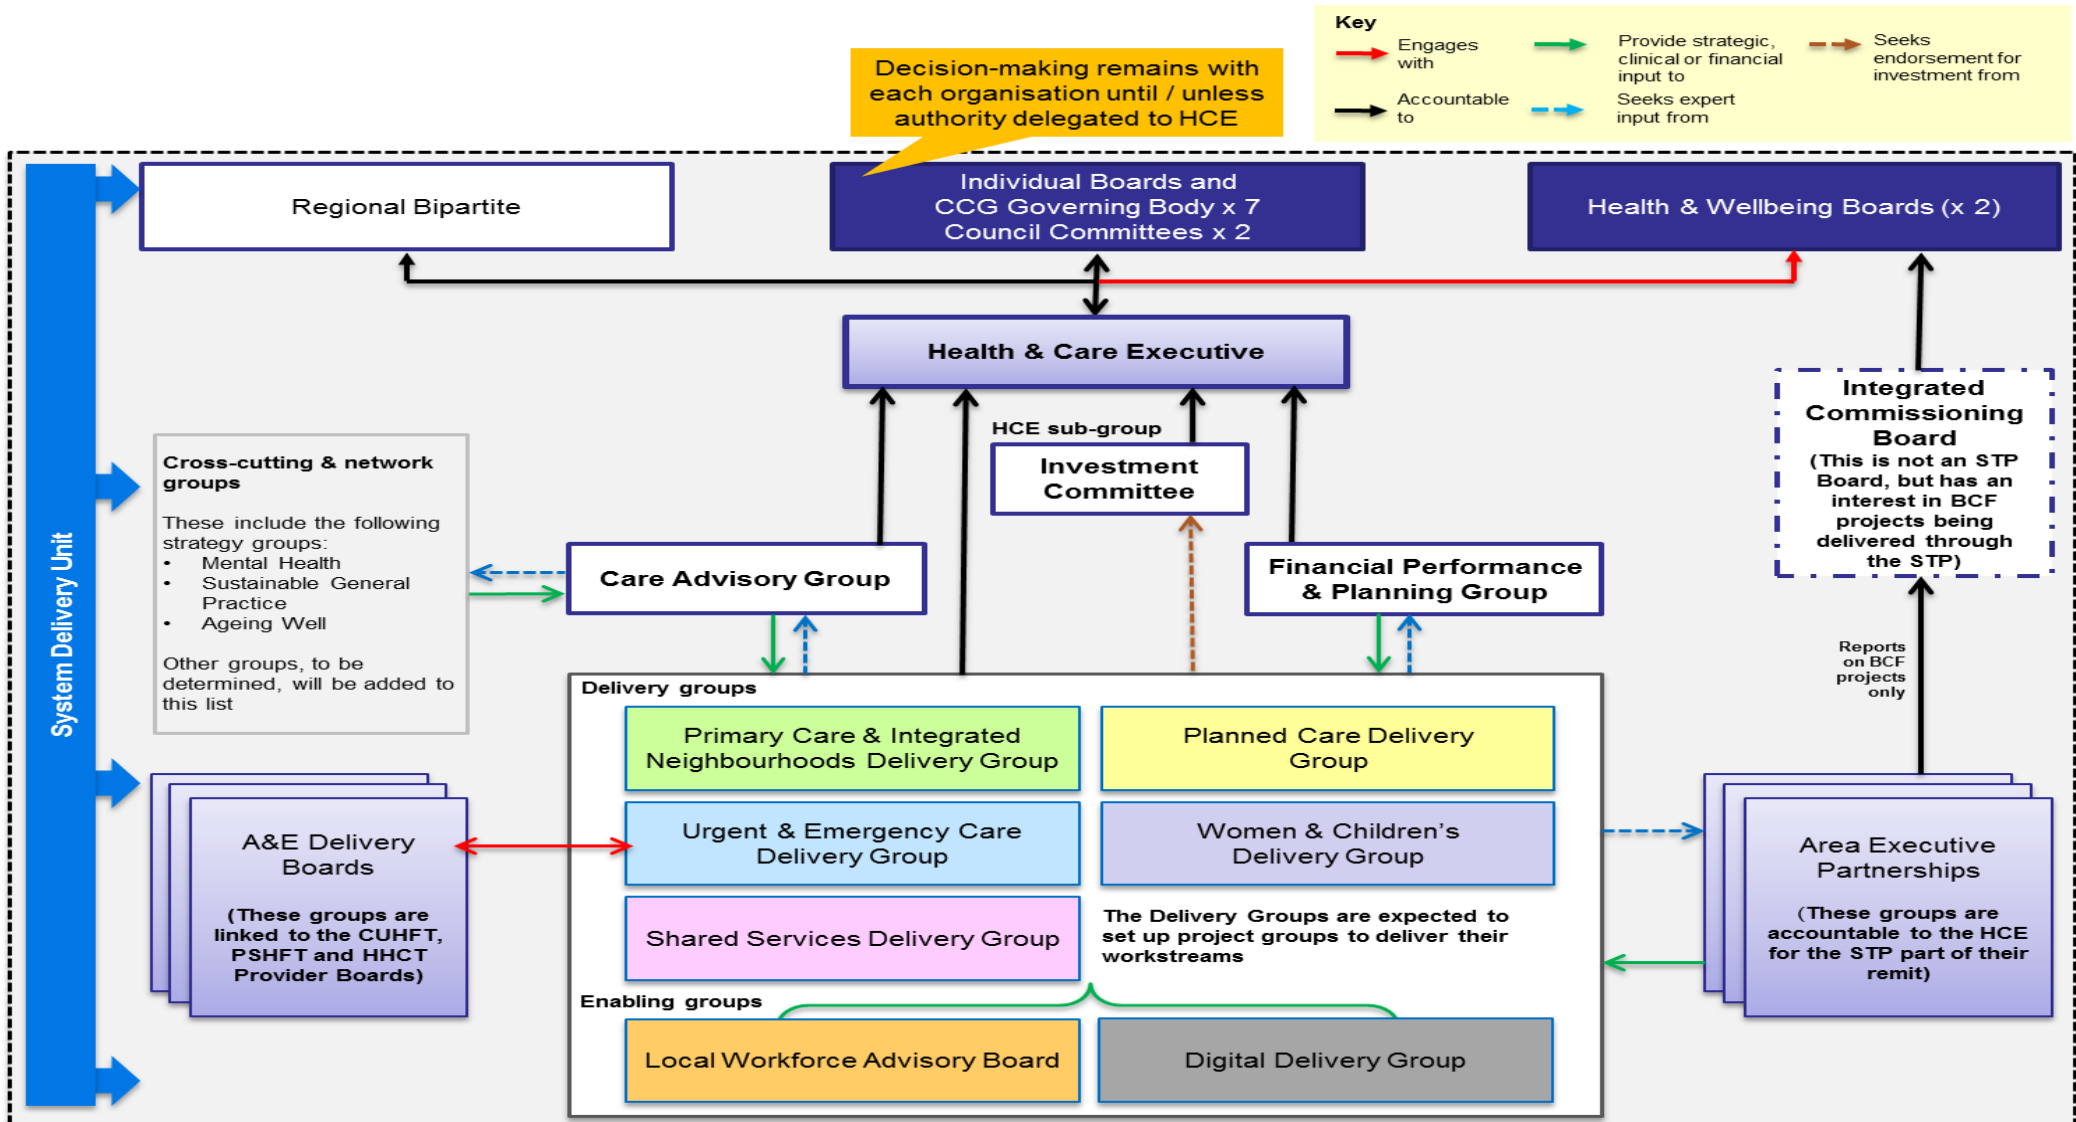 Key
Engages
with
Provide strategic,
clinical or financial
input to
Seeks
endorsement for
investment from
Accountable
to
Seeks expert
input from
Decision-making remains with
each organisation until / unless
authority delegated to HCE
System Delivery Unit
Regional Bipartite
Individual Boards and
CCG Governing Body x 7
Council Committees x 2
Health & Wellbeing Boards (x 2)
Health & Care Executive
HCE sub-group
Investment
Committee
Integrated
Commissioning
Board
(This is not an STP
Board, but has an
interest in BCF
projects being
delivered through
the STP)
Cross-cutting & network
groups
These include the following
strategy groups:
• Mental Health
• Sustainable General
Practice
• Ageing Well
Other groups, to be
determined, will be added to
this list
Care Advisory Group
Financial Performance
& Planning Group
Reports
on BCF
projects
only
Delivery groups
Primary Care & Integrated
Neighbourhoods Delivery Group
Planned Care Delivery
Group
Urgent & Emergency Care
Delivery Group
Women & Children's
Delivery Group
Shared Services Delivery Group
The Delivery Groups are expected to
set up project groups to deliver their
workstreams
Enabling groups
Local Workforce Advisory Board
Digital Delivery Group
A&E Delivery
Boards
(These groups are
linked to the CUHFT,
PSHFT and HHCT
Provider Boards)
Area Executive
Partnerships
(These groups are
accountable to the HCE
for the STP part of their
remit)